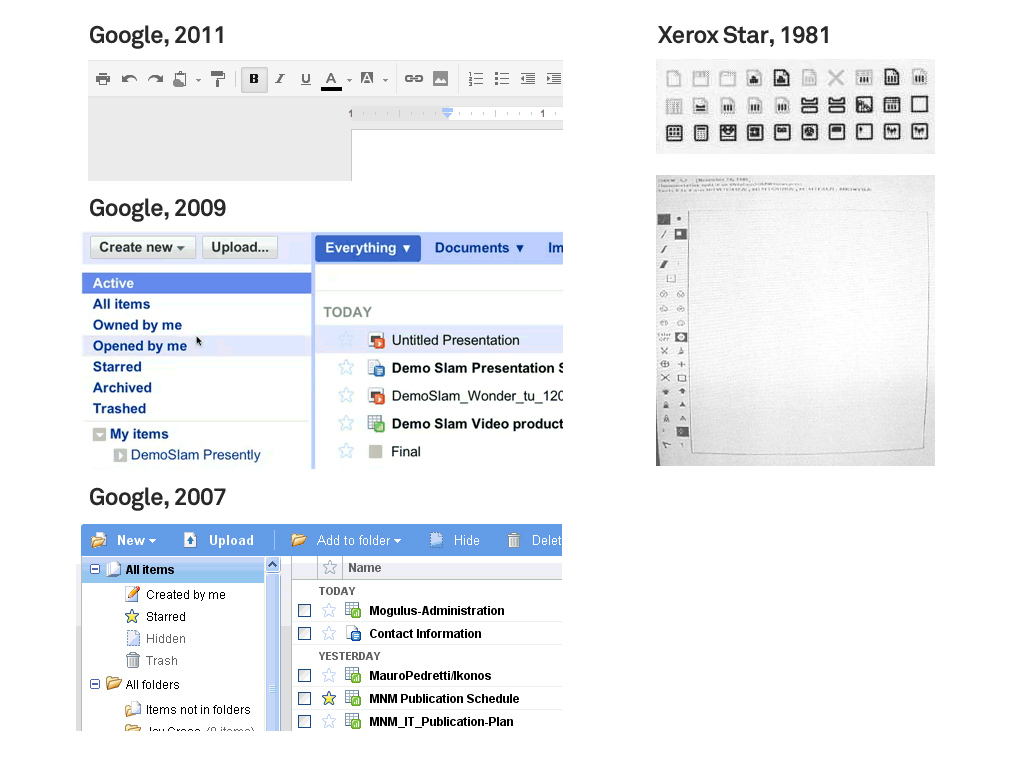 Google, 2011
B I U A A
1 1
Google, 2009
Create new Upload... Everything Documents Im
Active
All items
Owned by me
Opened by me
Starred
Archived
Trashed
My items
DemoSlam Presently
TODAY
Untitled Presentation
Demo Slam Presentation S
DemoSlam_Wonder_tu_120
Demo Slam Video product
Final
Google, 2007
New Upload Add to folder Hide Delet
All items
Created by me
Starred
Hidden
Trash
All folders
Items not in folders
Name
TODAY
Mogulus-Administration
Contact Information
YESTERDAY
MauroPedretti/Ikonos
MNM Publication Schedule
MNM_IT_Publication-Plan
Xerox Star, 1981